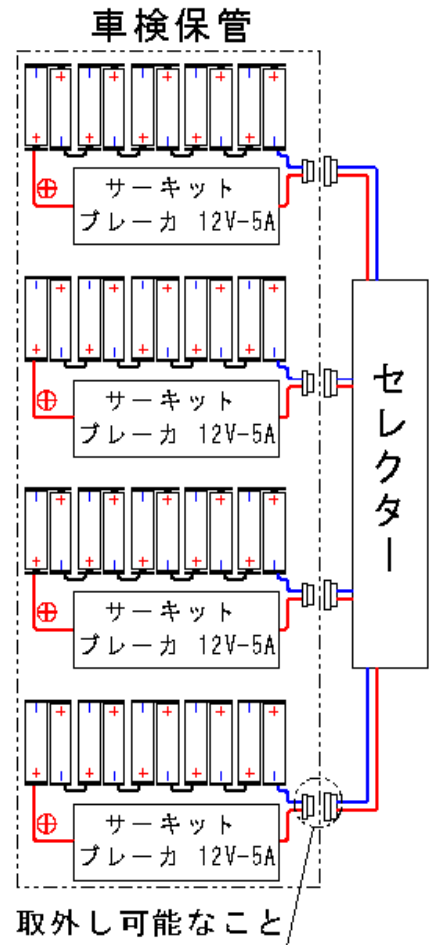 車検保管
サーキット
ブレーカ 12V-5A
サーキット
ブレーカ 12V-5A
サーキット
ブレーカ 12V-5A
サーキット
ブレーカ 12V-5A
セレクター
取外し可能なこと